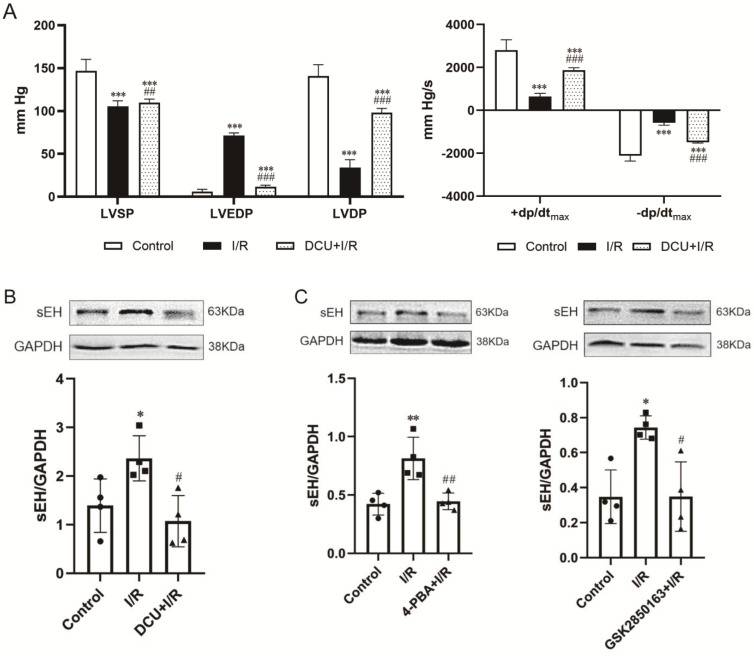 A
200
150
100
50
0
mm Hg
***
***
##
***
***
###
***
***
###
LVSP
LVEDP
LVDP
Control
I/R
DCU+I/R
4000
2000
0
-2000
-4000
mm Hg/s
***
***
###
***
***
###
+dp/dtmax
-dp/dtmax
Control
I/R
DCU+I/R
B
sEH
63KDa
GAPDH
38KDa
4
3
2
1
0
sEH/GAPDH
*
#
Control
I/R
DCU+I/R
C
sEH
63KDa
GAPDH
38KDa
1.5
1.0
0.5
0.0
sEH/GAPDH
**
##
Control
I/R
4-PBA+I/R
sEH
63KDa
GAPDH
38KDa
1.0
0.8
0.6
0.4
0.2
0.0
sEH/GAPDH
*
#
Control
I/R
GSK2850163+I/R